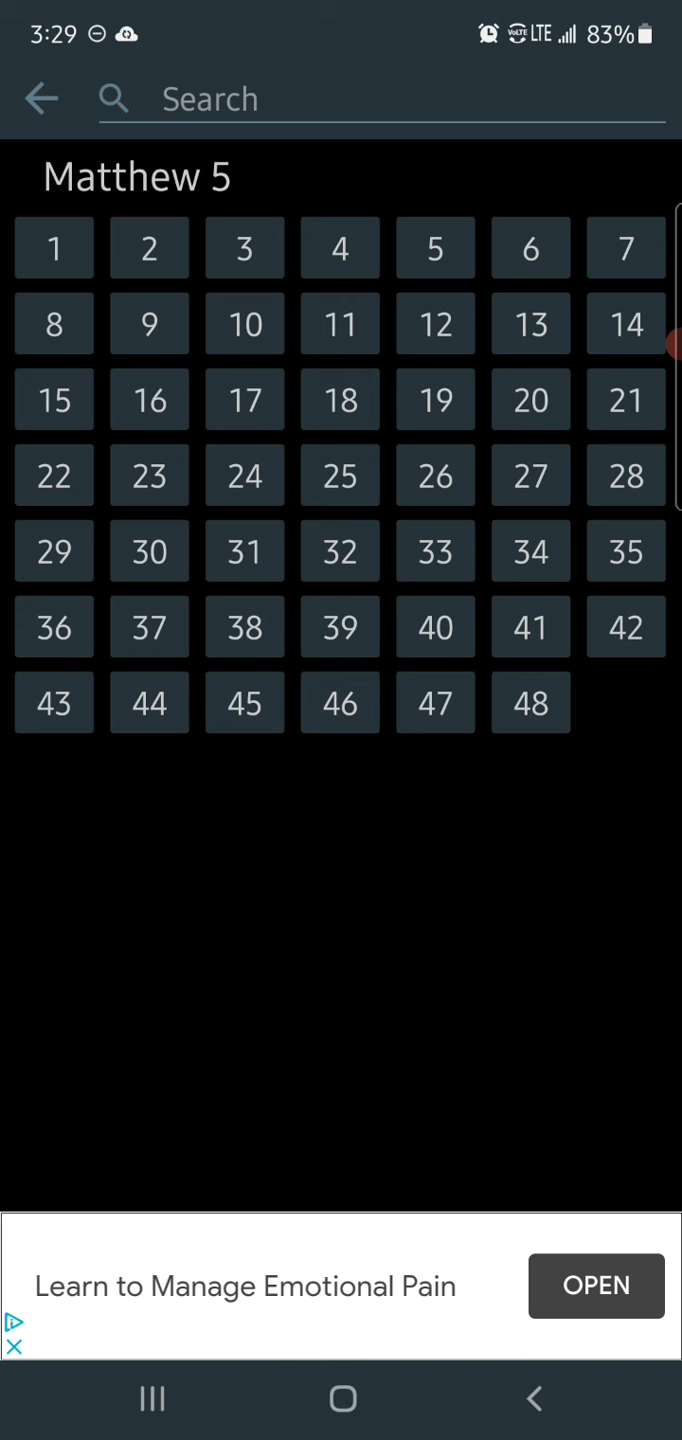 3:29 VoLTE LTE 83%
Search
Matthew 5
1 2 3 4 5 6 7
8 9 10 11 12 13 14
15 16 17 18 19 20 21
22 23 24 25 26 27 28
29 30 31 32 33 34 35
36 37 38 39 40 41 42
43 44 45 46 47 48
Learn to Manage Emotional Pain OPEN